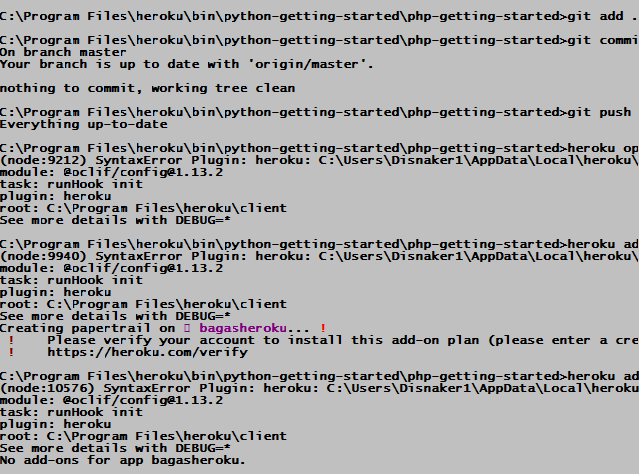 C:\Program Files\heroku\bin\python-getting-started\php-getting-started>git add .
C:\Program Files\heroku\bin\python-getting-started\php-getting-started>git commi
On branch master
Your branch is up to date with 'origin/master'.
nothing to commit, working tree clean
C:\Program Files\heroku\bin\python-getting-started\php-getting-started>git push
Everything up-to-date
C:\Program Files\heroku\bin\python-getting-started\php-getting-started>heroku op
(node:9212) SyntaxError Plugin: heroku: C:\Users\Disnaker1\AppData\Local\heroku\
module: @oclif/config@1.13.2
task: runHook init
plugin: heroku
root: C:\Program Files\heroku\client
See more details with DEBUG=*
C:\Program Files\heroku\bin\python-getting-started\php-getting-started>heroku ad
(node:9940) SyntaxError Plugin: heroku: C:\Users\Disnaker1\AppData\Local\heroku\
module: @oclif/config@1.13.2
task: runHook init
plugin: heroku
root: C:\Program Files\heroku\client
See more details with DEBUG=*
Creating papertrail on bagasheroku... !
! Please verify your account to install this add-on plan (please enter a cre
! https://heroku.com/verify
C:\Program Files\heroku\bin\python-getting-started\php-getting-started>heroku ad
(node:10576) SyntaxError Plugin: heroku: C:\Users\Disnaker1\AppData\Local\heroku
module: @oclif/config@1.13.2
task: runHook init
plugin: heroku
root: C:\Program Files\heroku\client
See more details with DEBUG=*
No add-ons for app bagasheroku.